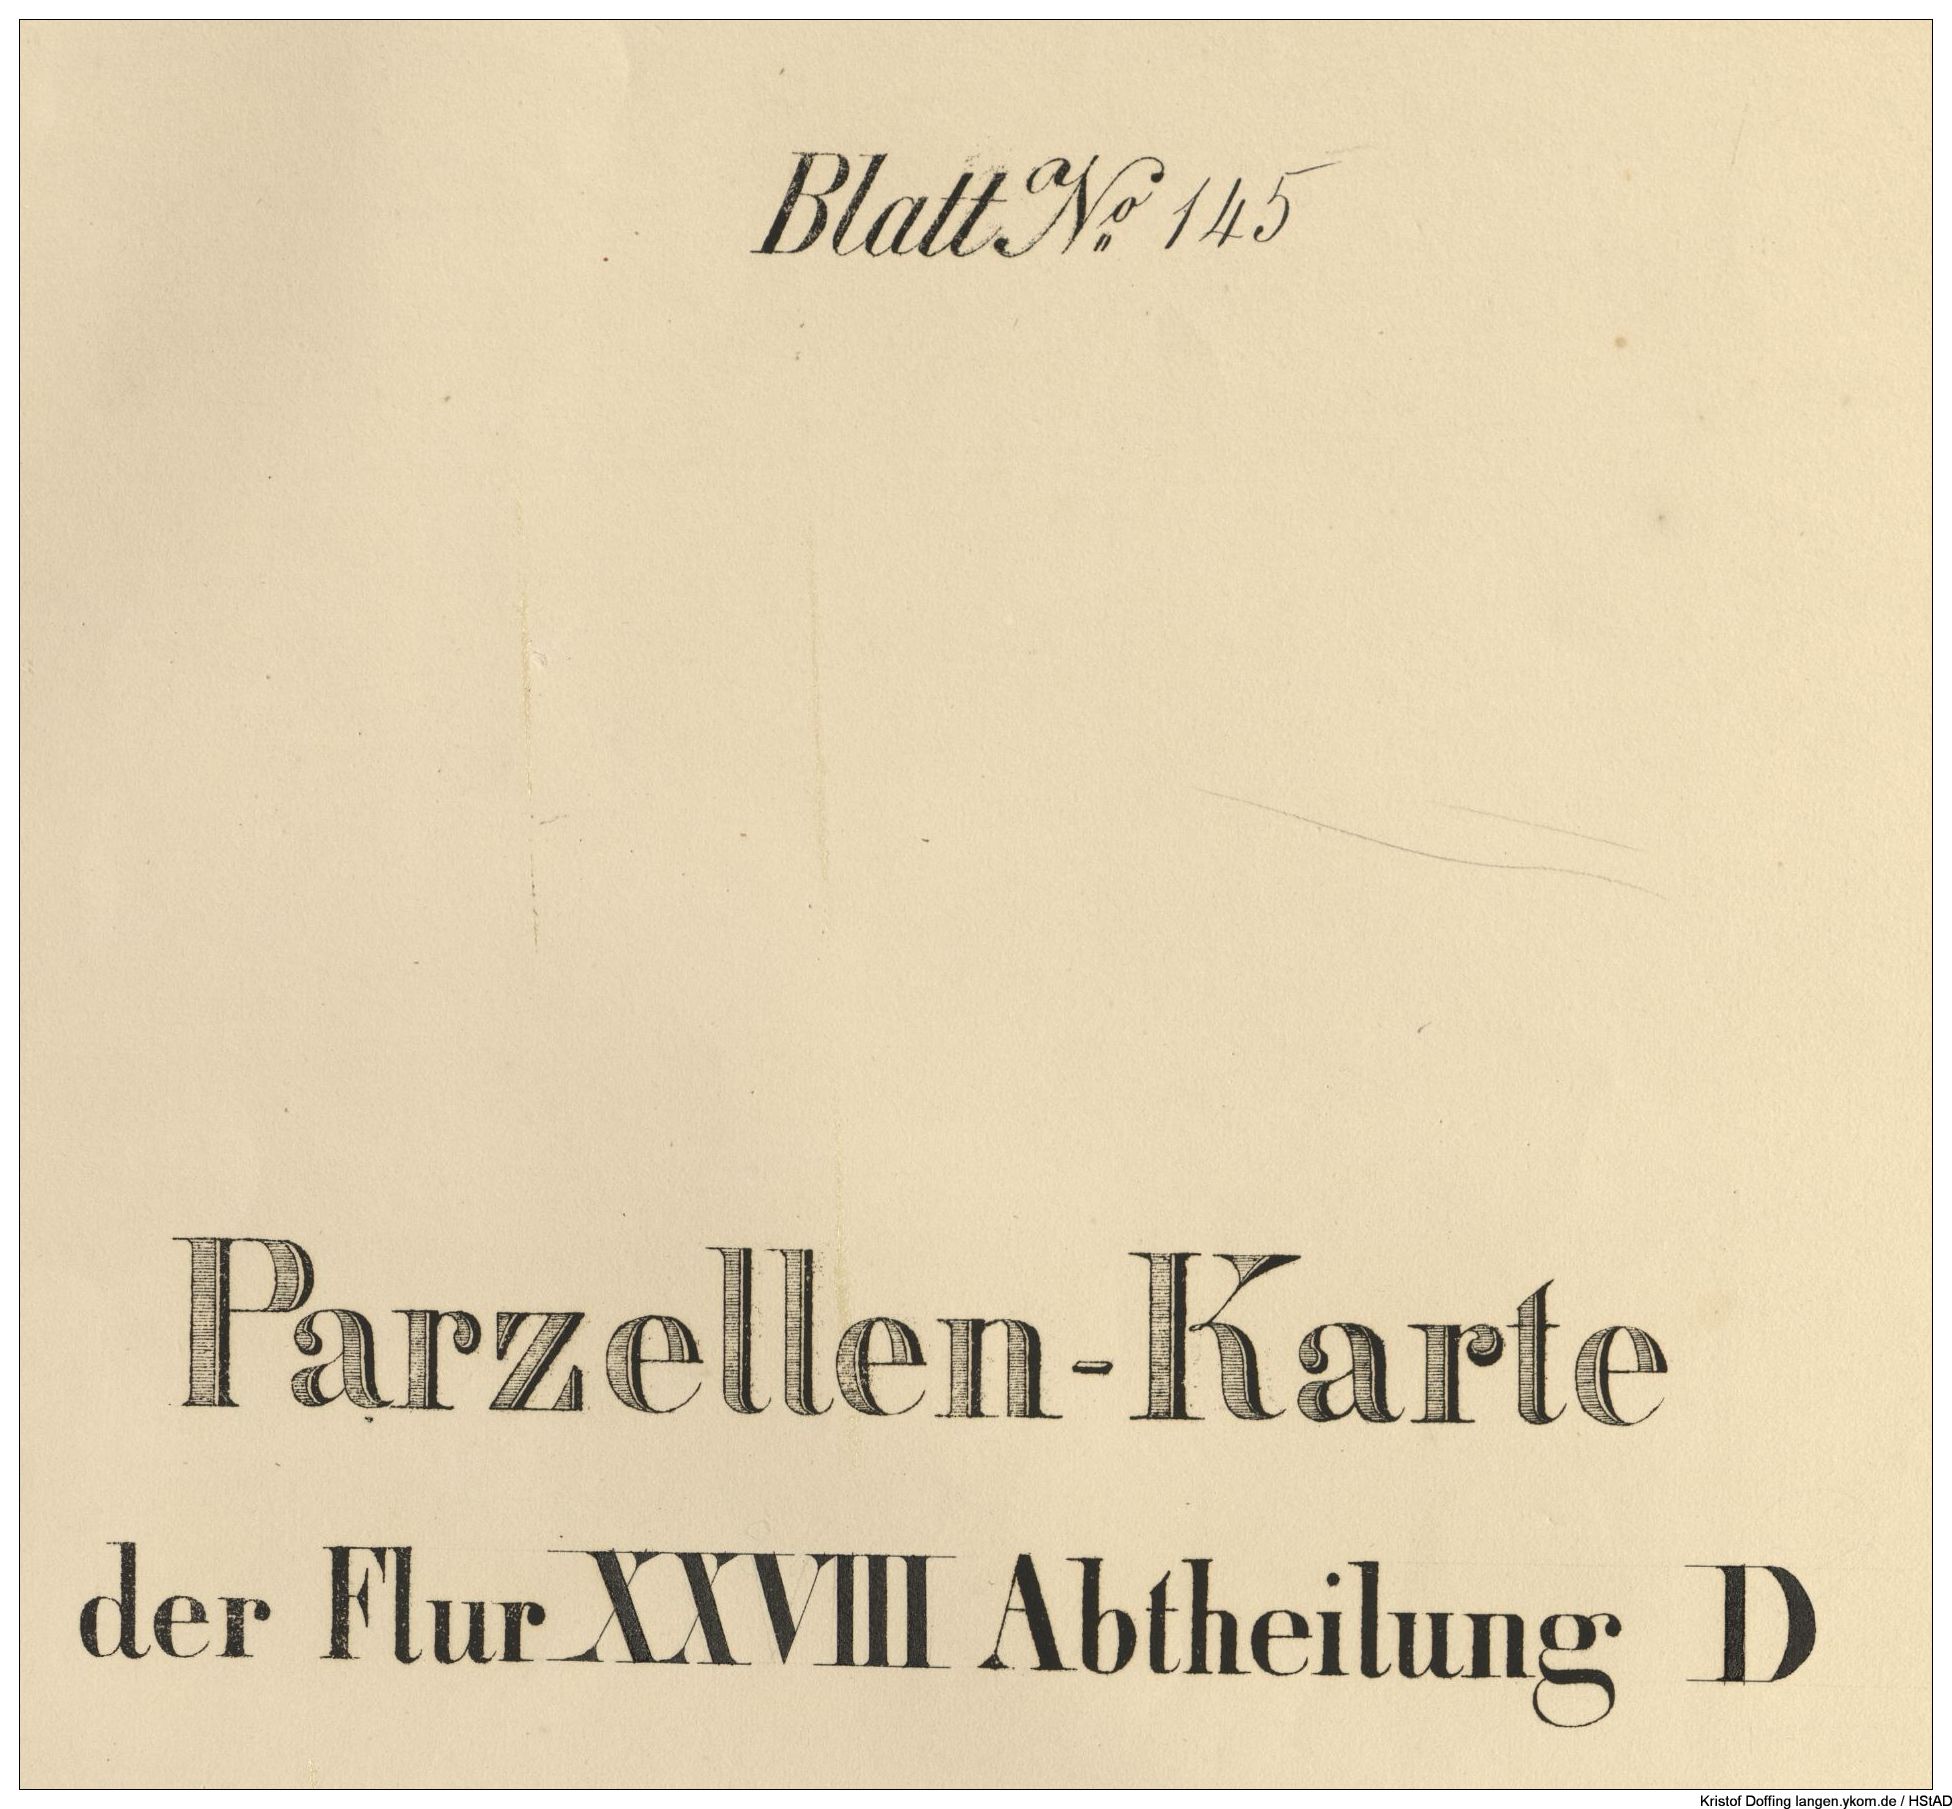 Blatt No 145
Parzellen-Karte
der Flur XXVIII Abtheilung D
Kristof Doffing langen.ykom.de / HStAD